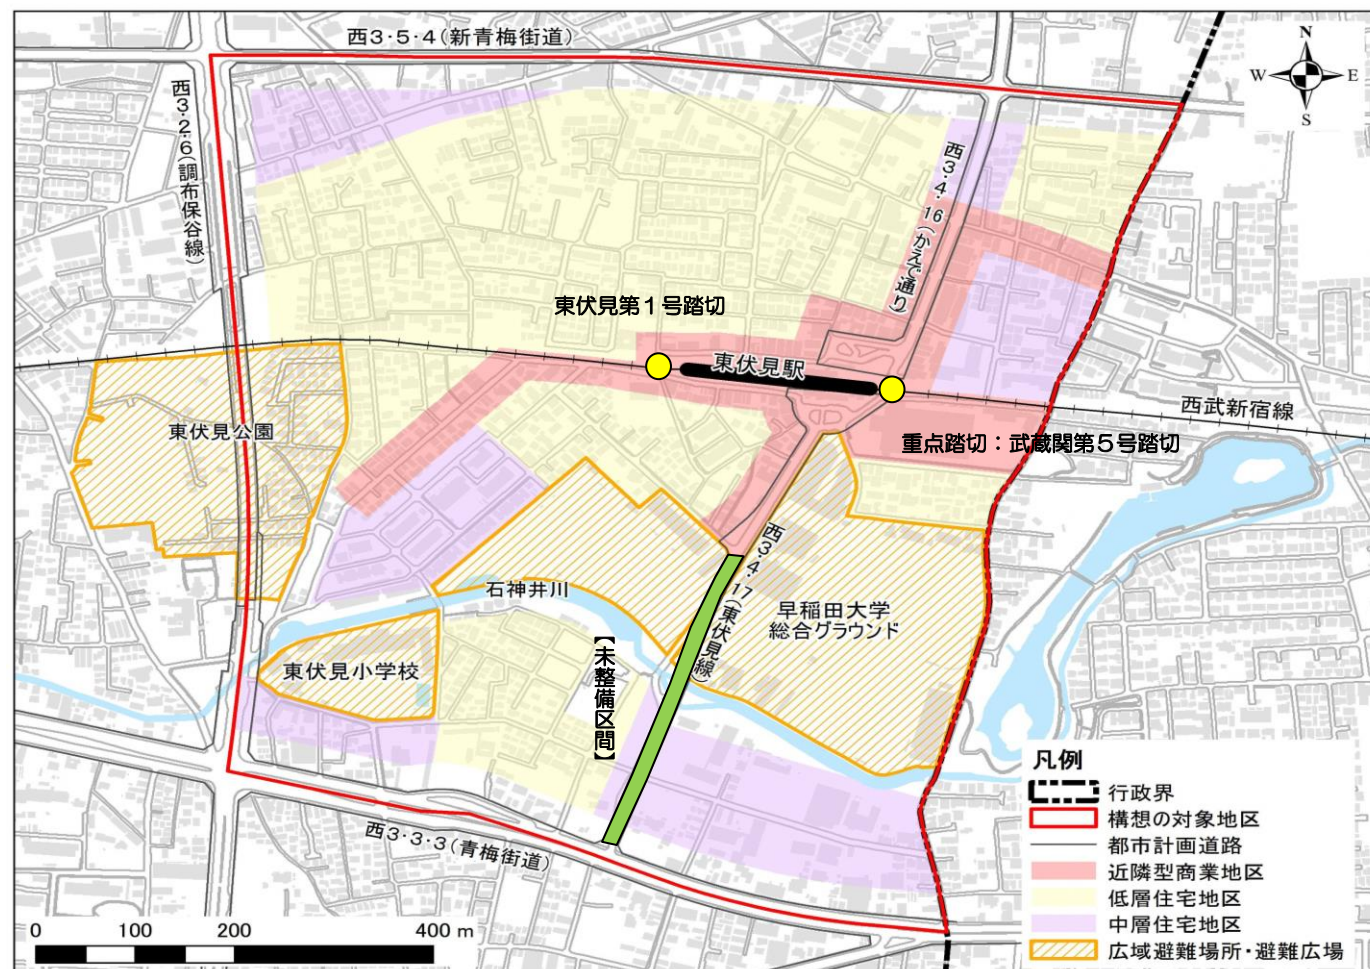 西3・5・4(新青梅街道)
N
W
E
S
西3・2・6(調布保谷線)
西3・4・16(かえで通り)
東伏見第1号踏切
東伏見駅
西武新宿線
東伏見公園
重点踏切：武蔵関第5号踏切
西3・4・17(東伏見線)
石神井川
早稲田大学
総合グラウンド
【未整備区間】
東伏見小学校
西3・3・3(青梅街道)
凡例
行政界
構想の対象地区
都市計画道路
近隣型商業地区
低層住宅地区
中層住宅地区
広域避難場所・避難広場
0 100 200 400 m